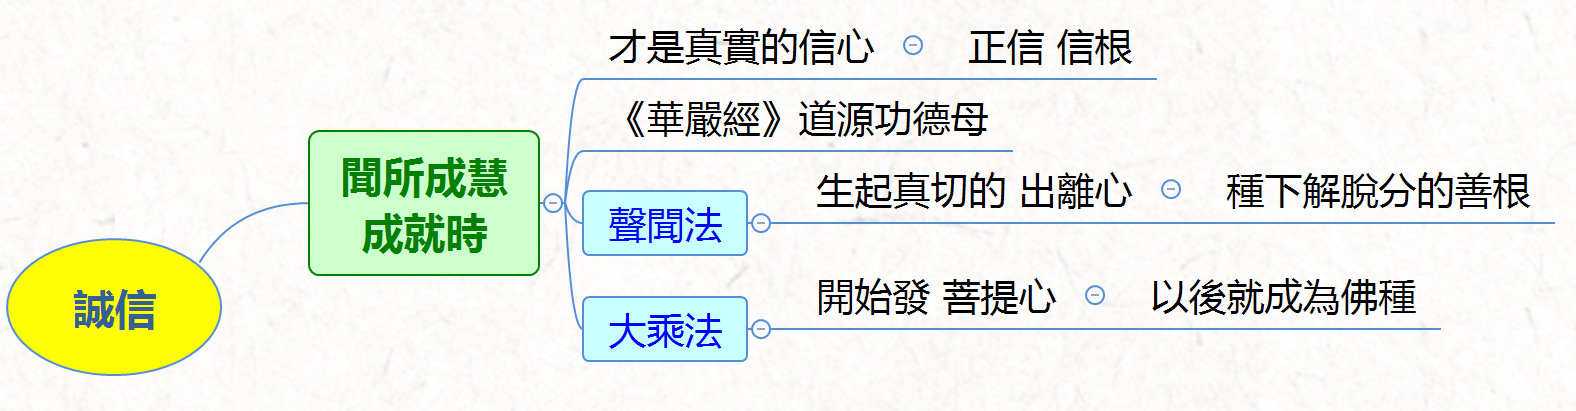 才是真實的信心 正信 信根
《華嚴經》道源功德母
聞所成慧
成就時
生起真切的 出離心 種下解脫分的善根
聲聞法
誠信
開始發 菩提心 以後就成為佛種
大乘法